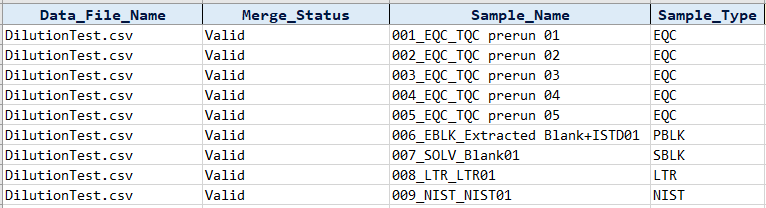 Data_File_Name Merge_Status Sample_Name Sample_Type
DilutionTest.csv Valid 001_EQC_TQC prerun 01 EQC
DilutionTest.csv Valid 002_EQC_TQC prerun 02 EQC
DilutionTest.csv Valid 003_EQC_TQC prerun 03 EQC
DilutionTest.csv Valid 004_EQC_TQC prerun 04 EQC
DilutionTest.csv Valid 005_EQC_TQC prerun 05 EQC
DilutionTest.csv Valid 006_EBLK_Extracted Blank+ISTD01 PBLK
DilutionTest.csv Valid 007_SOLV_Blank01 SBLK
DilutionTest.csv Valid 008_LTR_LTR01 LTR
DilutionTest.csv Valid 009_NIST_NIST01 NIST